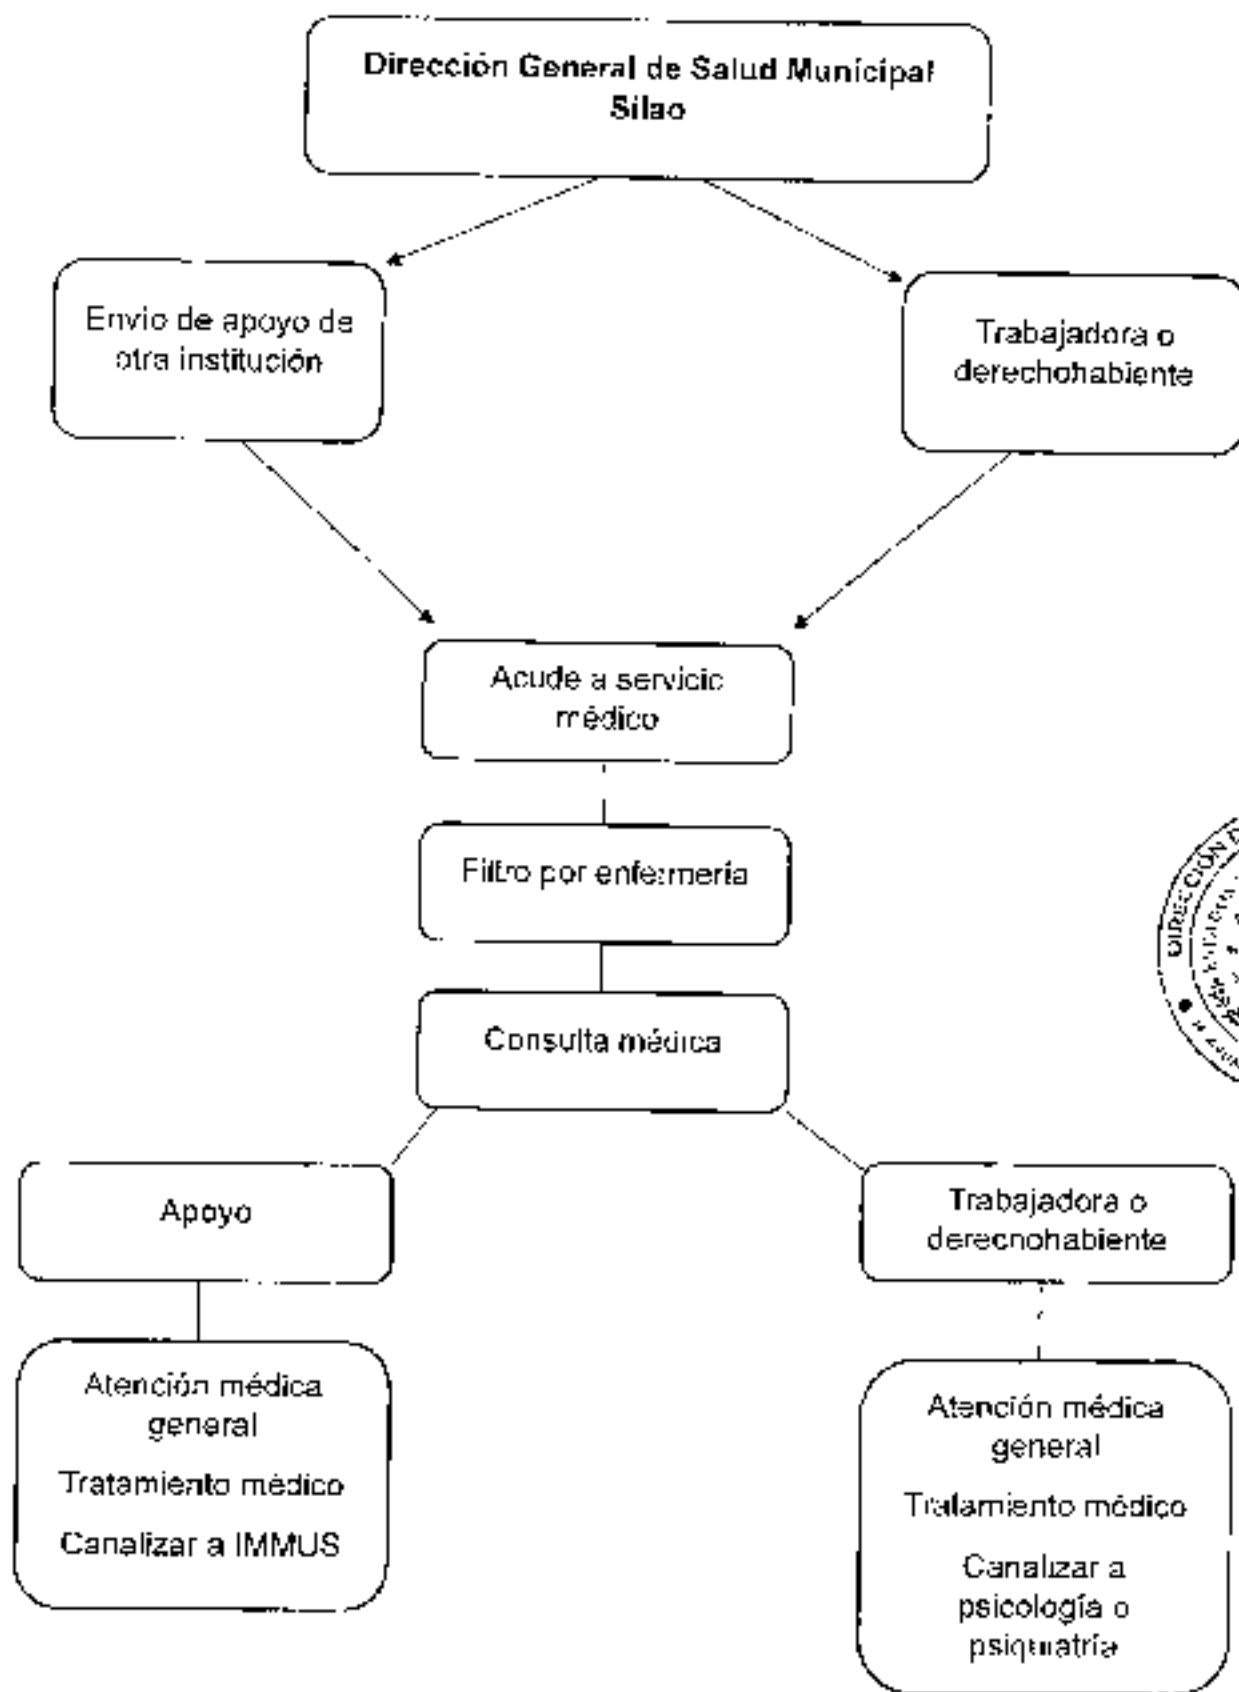 Dirección General de Salud Municipal
Silao
Envío de apoyo de
otra institución
Trabajadora o
derechohabiente
Acude a servicio
médico
Filtro por enfermería
Consulta médica
DIRECCIÓN D
Apoyo
Trabajadora o
derechohabiente
Atención médica
general
Tratamiento médico
Canalizar a IMMUS
Atención médica
general
Tratamiento médico
Canalizar a
psicología o
psiquiatría